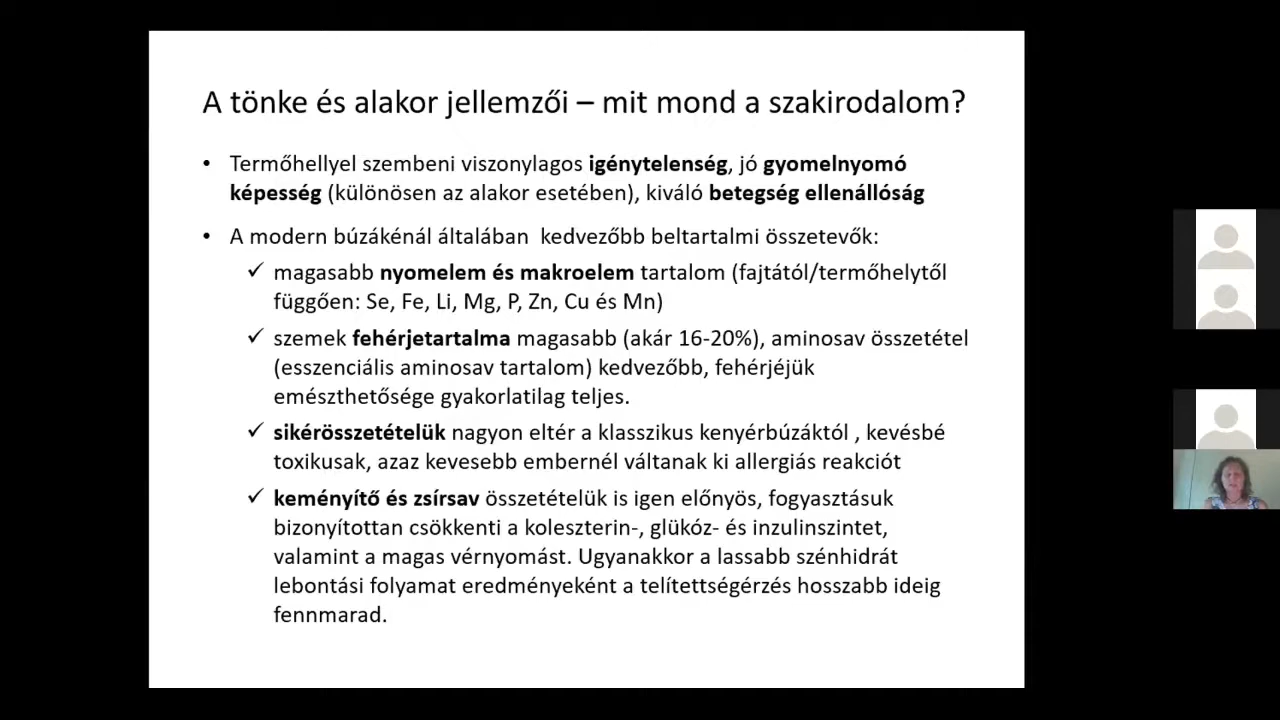 A tönke és alakor jellemzői – mit mond a szakirodalom?
• Termőhellyel szembeni viszonylagos igénytelenség, jó gyomelnyomó
képesség (különösen az alakor esetében), kiváló betegség ellenállóság
• A modern búzákénál általában kedvezőbb beltartalmi összetevők:
✓ magasabb nyomelem és makroelem tartalom (fajtától/termőhelytől
függően: Se, Fe, Li, Mg, P, Zn, Cu és Mn)
✓ szemek fehérjetartalma magasabb (akár 16-20%), aminosav összetétel
(esszenciális aminosav tartalom) kedvezőbb, fehérjéjük
emészthetősége gyakorlatilag teljes.
✓ sikérösszetételük nagyon eltér a klasszikus kenyérbúzáktól , kevésbé
toxikusak, azaz kevesebb embernél váltanak ki allergiás reakciót
✓ keményítő és zsírsav összetételük is igen előnyös, fogyasztásuk
bizonyítottan csökkenti a koleszterin-, glükóz- és inzulinszintet,
valamint a magas vérnyomást. Ugyanakkor a lassabb szénhidrát
lebontási folyamat eredményeként a telítettségérzés hosszabb ideig
fennmarad.